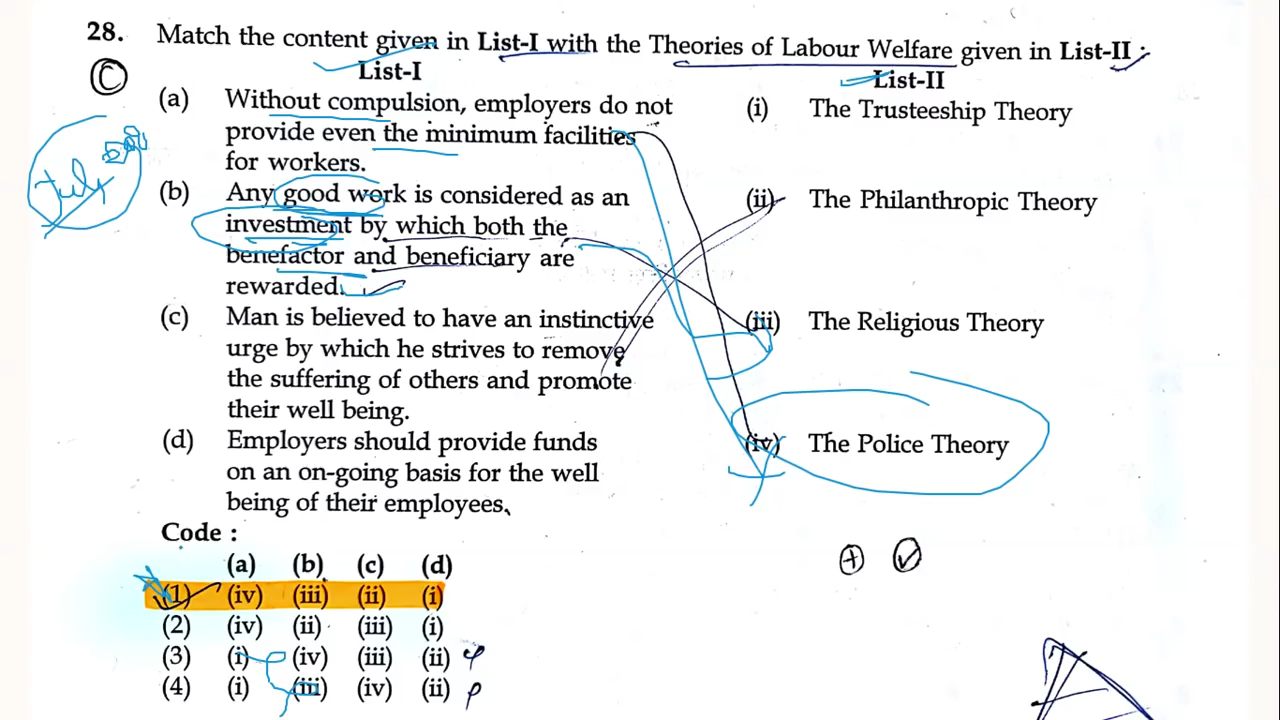 28. Match the content given in List-I with the Theories of Labour Welfare given in List-II :
C
List-I List-II
(a) Without compulsion, employers do not (i) The Trusteeship Theory
provide even the minimum facilities
for workers.
July
(b) Any good work is considered as an (ii) The Philanthropic Theory
investment by which both the
benefactor and beneficiary are
rewarded.
(c) Man is believed to have an instinctive (iii) The Religious Theory
urge by which he strives to remove
the suffering of others and promote
their well being.
(d) Employers should provide funds (iv) The Police Theory
on an on-going basis for the well
being of their employees.
Code :
(a) (b) (c) (d)
(1) (iv) (iii) (ii) (i)
(2) (iv) (ii) (iii) (i)
(3) (i) (iv) (iii) (ii)
(4) (i) (iii) (iv) (ii)